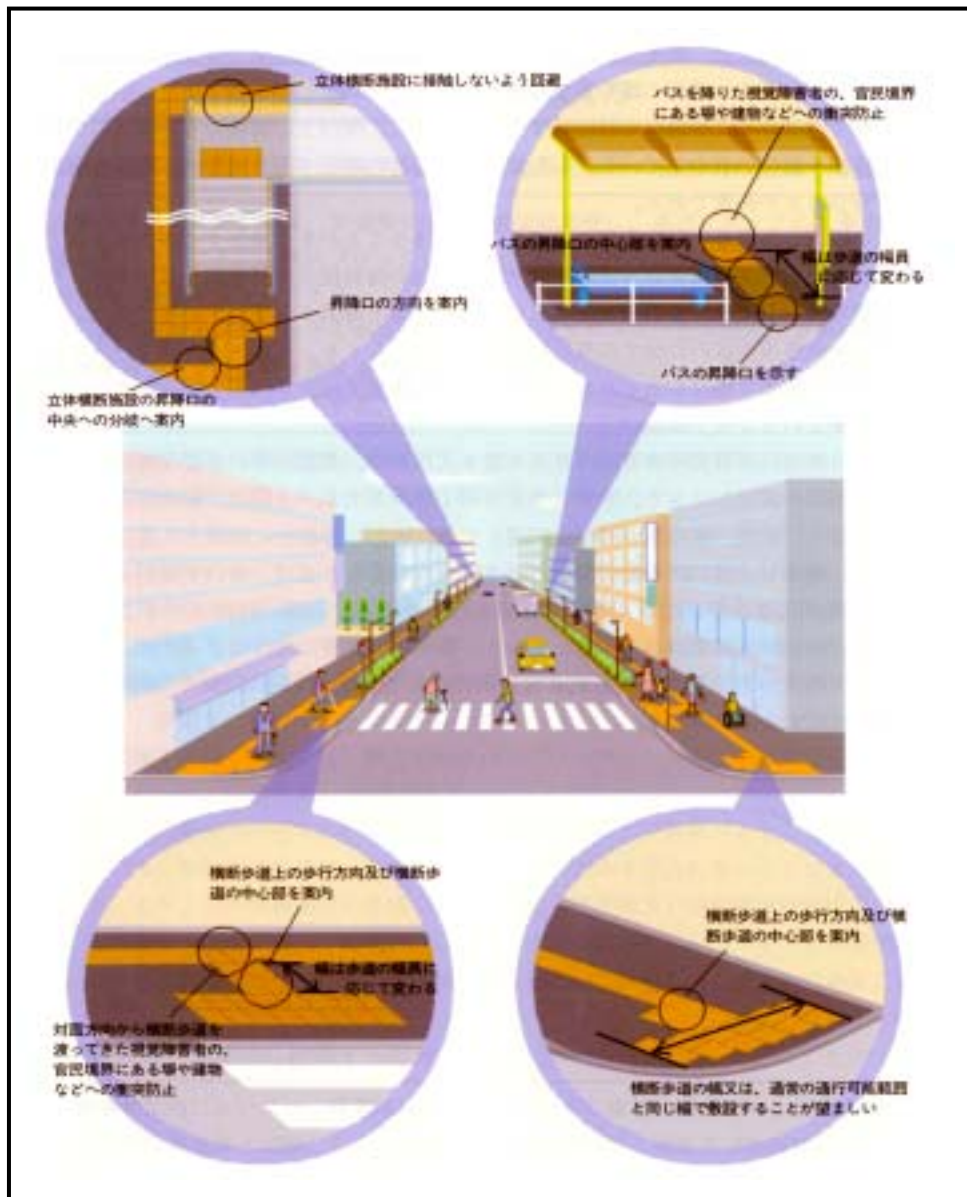 立体横断施設に接触しないよう回避
昇降口の方向を案内
立体横断施設の昇降口の
中央への分岐へ案内
バスを降りた視覚障害者の、官民境界
にある塀や建物などへの衝突防止
バスの昇降口の中心部を案内
幅は歩道の幅員
に応じて変わる
バスの昇降口を示す
横断歩道上の歩行方向及び横断歩
道の中心部を案内
幅は歩道の幅員に
応じて変わる
対面方向から横断歩道を
渡ってきた視覚障害者の、
官民境界にある塀や建物
などへの衝突防止
横断歩道上の歩行方向及び横
断歩道の中心部を案内
横断歩道の幅又は、通常の通行可能範囲
と同じ幅で敷設することが望ましい